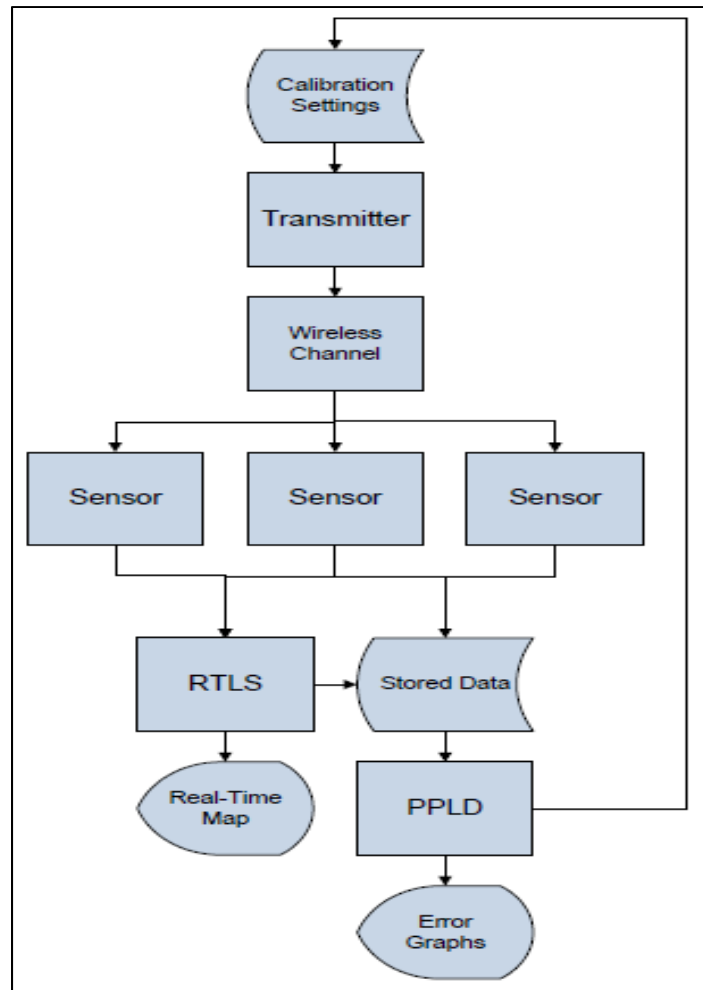 Calibration
Settings
Transmitter
Wireless
Channel
Sensor
Sensor
Sensor
RTLS
Stored Data
Real-Time
Map
PPLD
Error
Graphs